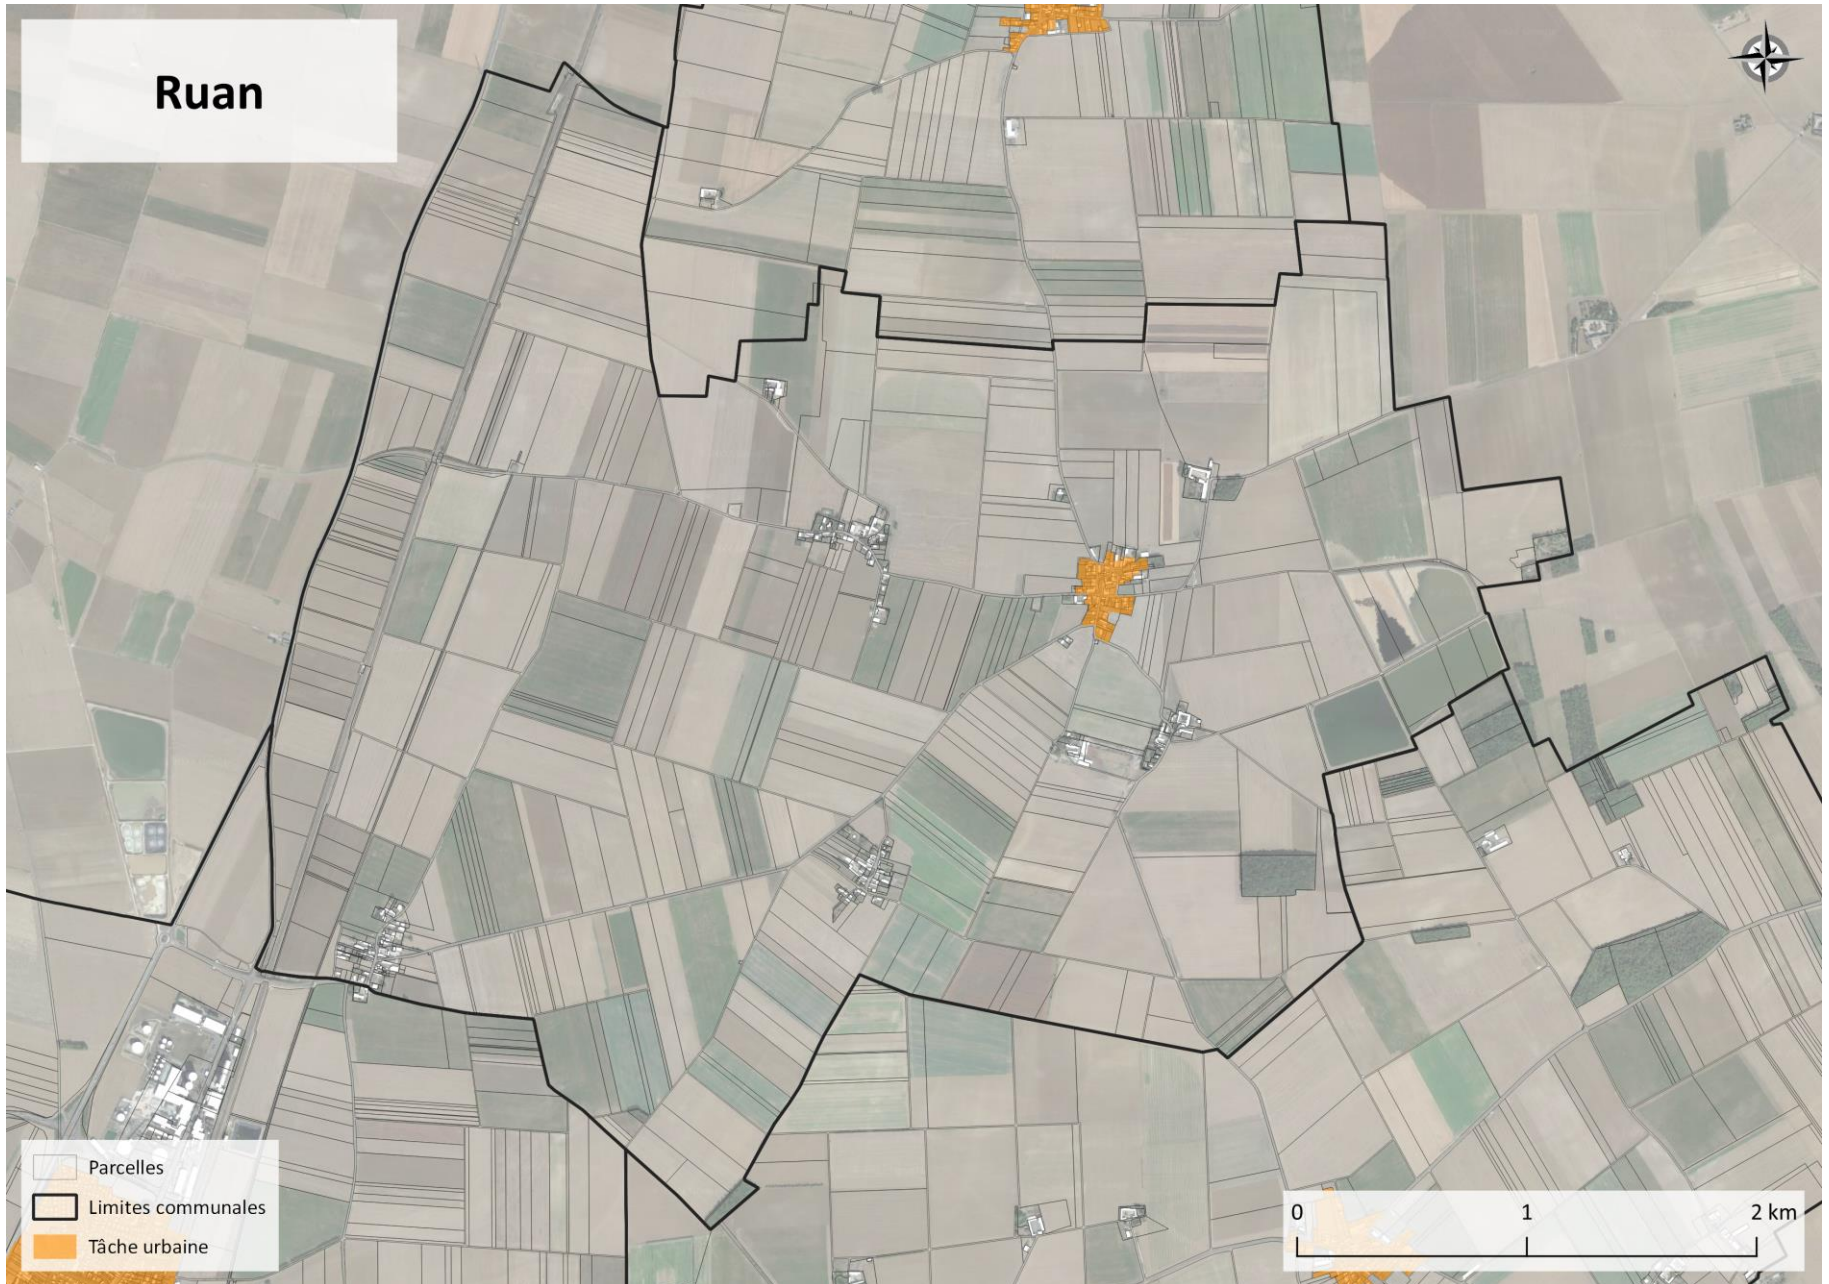 Ruan
Parcelles
Limites communales
Tâche urbaine
0 1 2 km